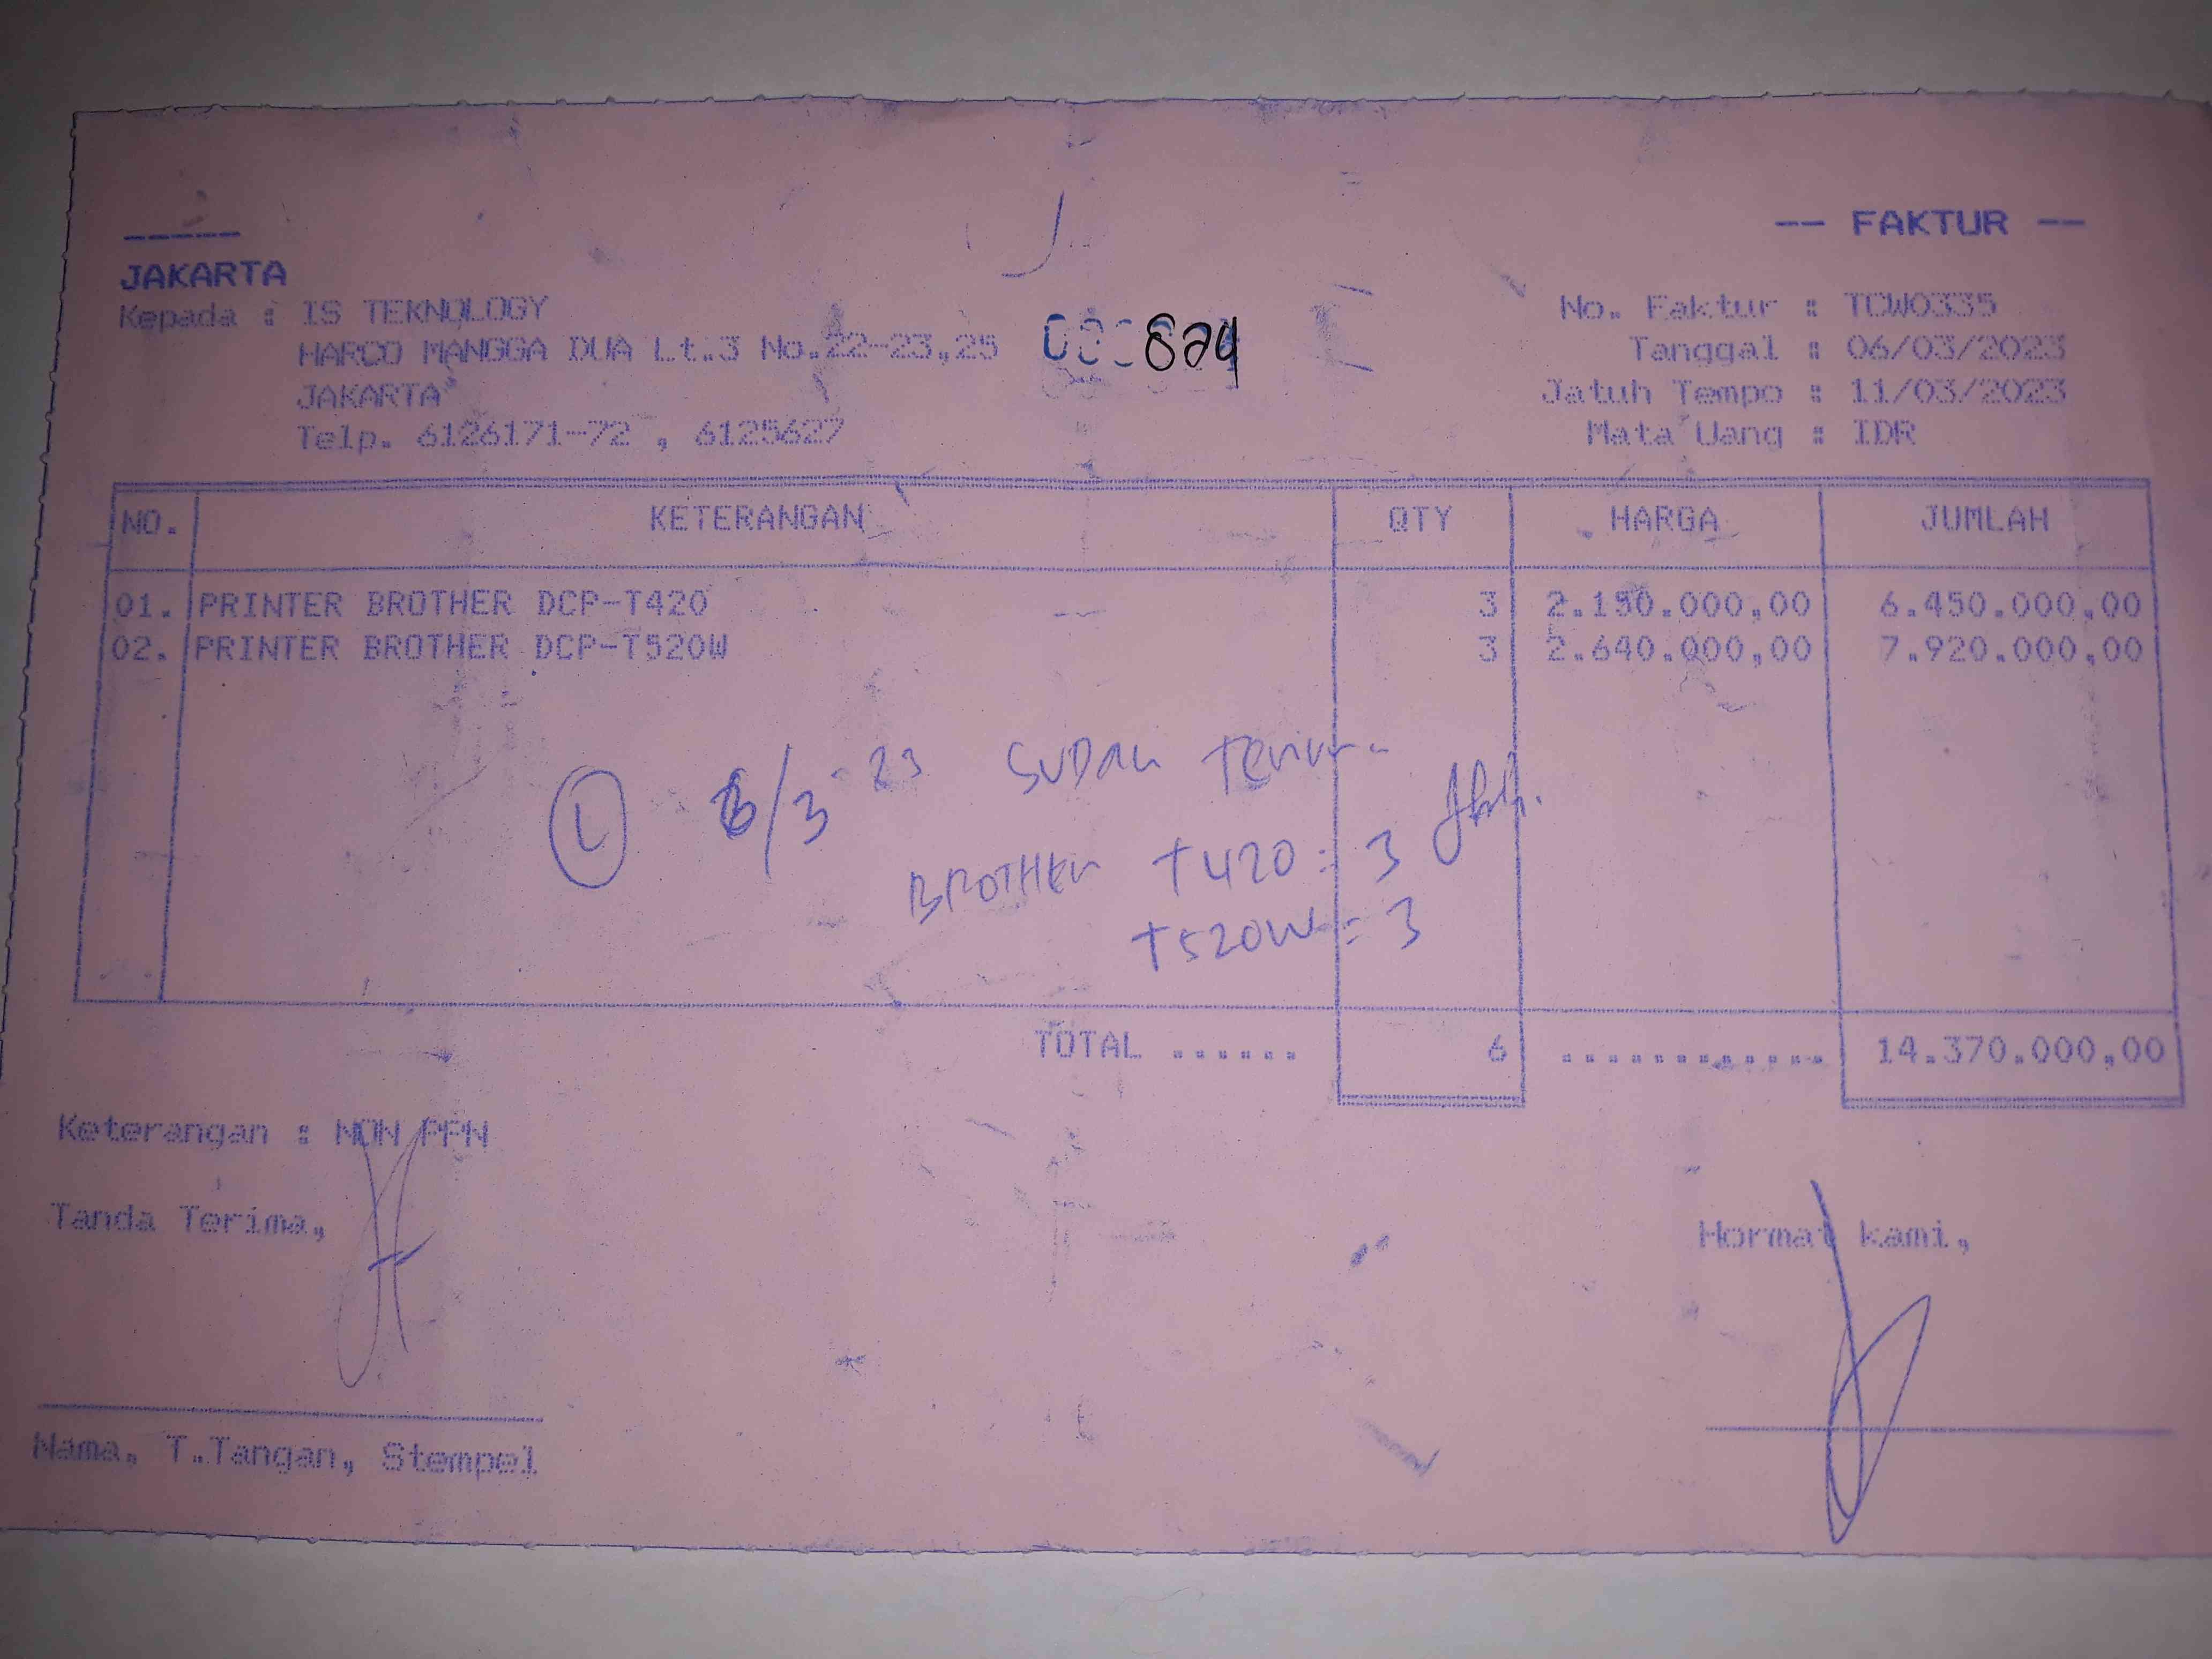 -- FAKTUR --
JAKARTA
Kepada : IS TEKNOLOGY
HARCO MANGGA DUA Lt.3 No.22-23,25
JAKARTA
Telp. 6126171-72 , 6125627
824
No. Faktur : TCW0335
Tanggal : 06/03/2023
Jatuh Tempo : 11/03/2023
Mata Uang : IDR
NO. KETERANGAN QTY HARGA JUMLAH
01. PRINTER BROTHER DCP-T420 3 2.150.000,00 6.450.000,00
02. PRINTER BROTHER DCP-T520W 3 2.640.000,00 7.920.000,00
/3-23 SUDAH Terima
BROTHER T420 = 3
T520W = 3
TOTAL ...... 6 ............. 14.370.000,00
Keterangan : NON PPN
Tanda Terima,
Hormat kami,
Nama, T.Tangan, Stempel